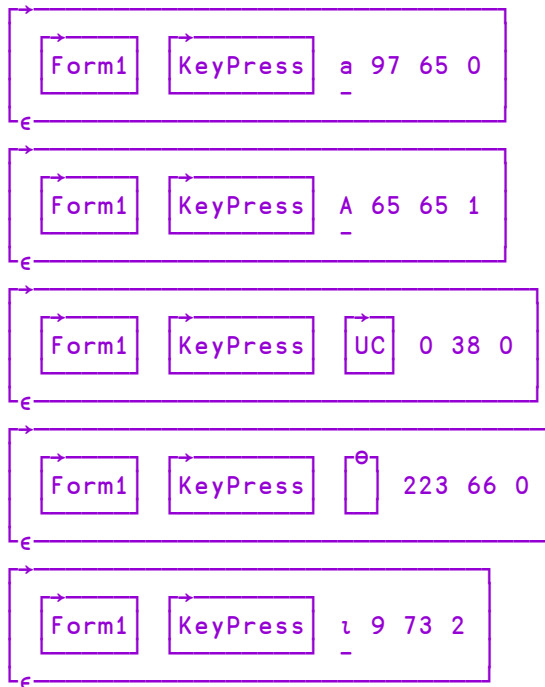 Form1 KeyPress a 97 65 0
Form1 KeyPress A 65 65 1
Form1 KeyPress UC 0 38 0
Form1 KeyPress 223 66 0
Form1 KeyPress ⍳ 9 73 2